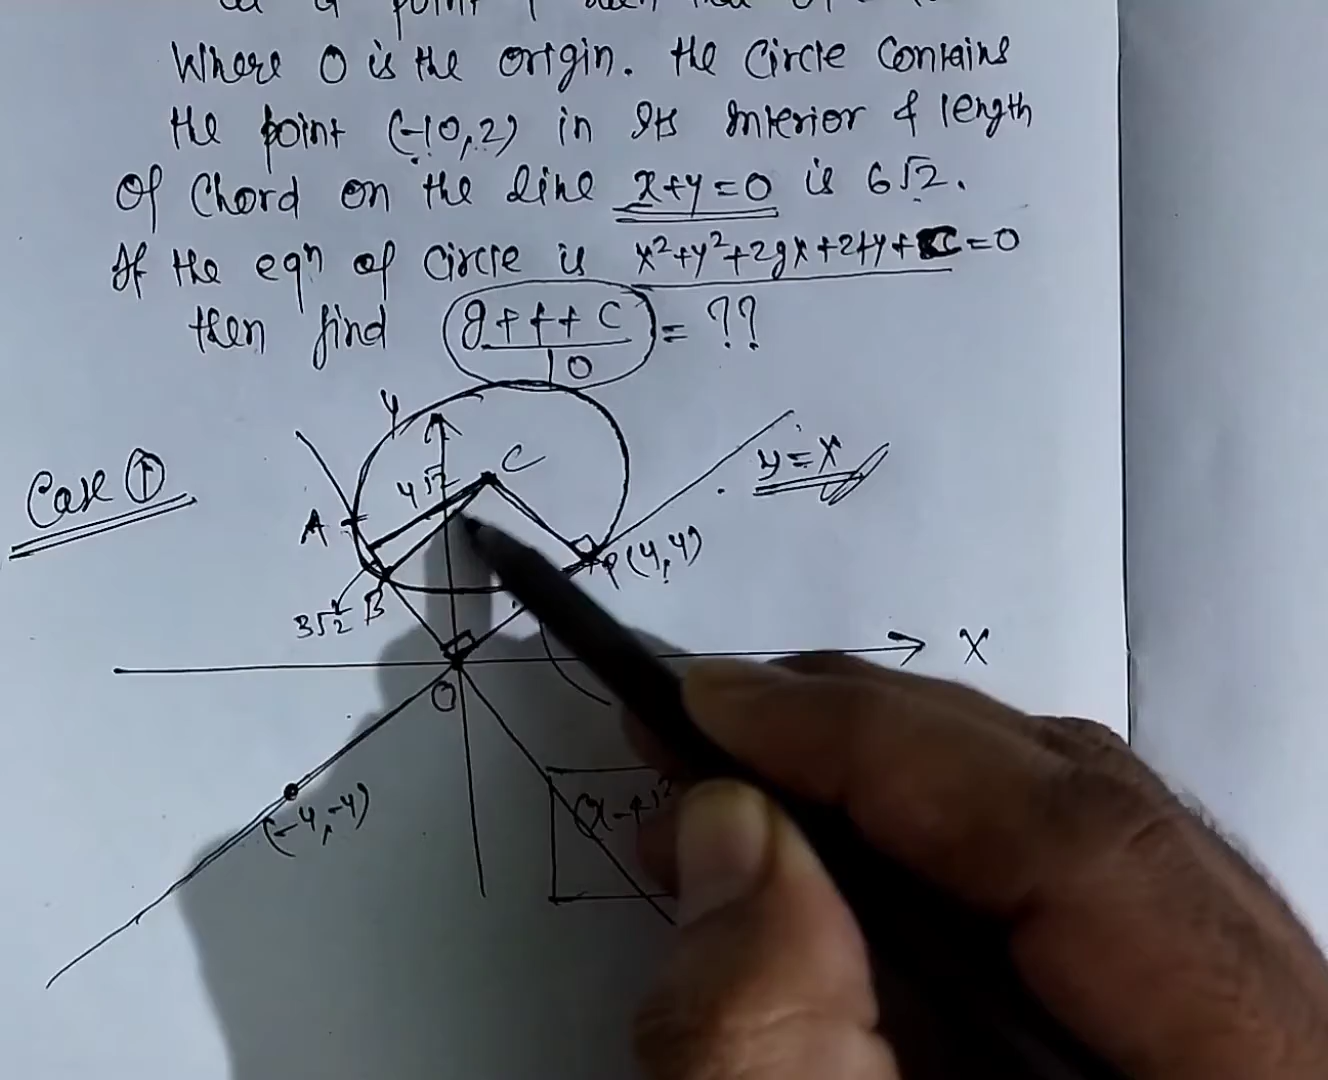 Where O is the origin. The Circle Contains
the point (-10,2) in Its Interior & length
Of Chord on the line x+y=0 is 6√2.
If the eqn of Circle is x²+y²+2gx+2fy+C=0
then find (g+f+C)/10 = ??
Case ①
Y
C
4√2
y=x
A
P(4,4)
3√2
B
X
O
(-4,-4)
(x-4)²